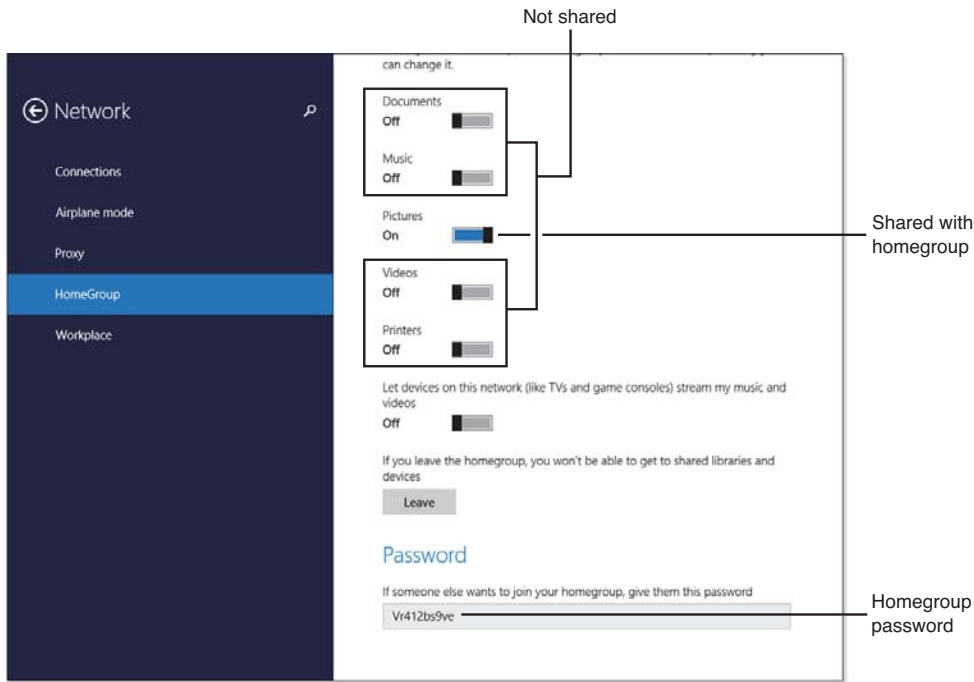 Not shared
can change it.
Network
Connections
Airplane mode
Proxy
HomeGroup
Workplace
Documents
Off
Music
Off
Pictures
On
Videos
Off
Printers
Off
Let devices on this network (like TVs and game consoles) stream my music and
videos
Off
If you leave the homegroup, you won't be able to get to shared libraries and
devices
Leave
Password
If someone else wants to join your homegroup, give them this password
Vr412bs9ve
Shared with
homegroup
Homegroup
password